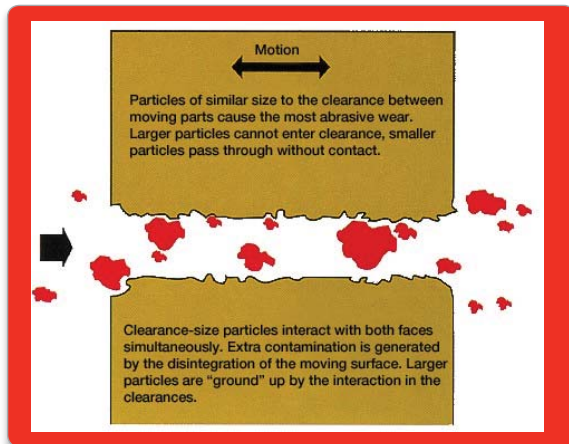 Motion
Particles of similar size to the clearance between
moving parts cause the most abrasive wear.
Larger particles cannot enter clearance, smaller
particles pass through without contact.
Clearance-size particles interact with both faces
simultaneously. Extra contamination is generated
by the disintegration of the moving surface. Larger
particles are “ground” up by the interaction in the
clearances.